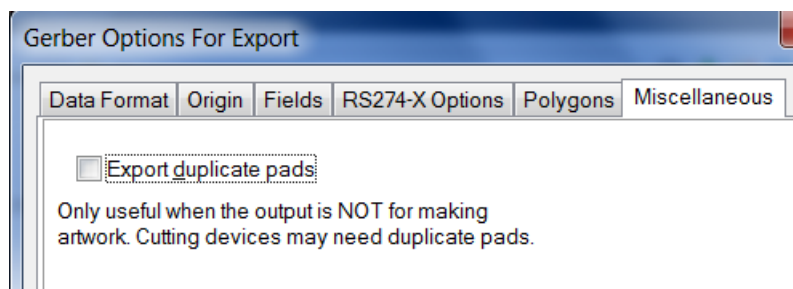 Gerber Options For Export
Data Format Origin Fields RS274-X Options Polygons Miscellaneous
Export duplicate pads
Only useful when the output is NOT for making
artwork. Cutting devices may need duplicate pads.